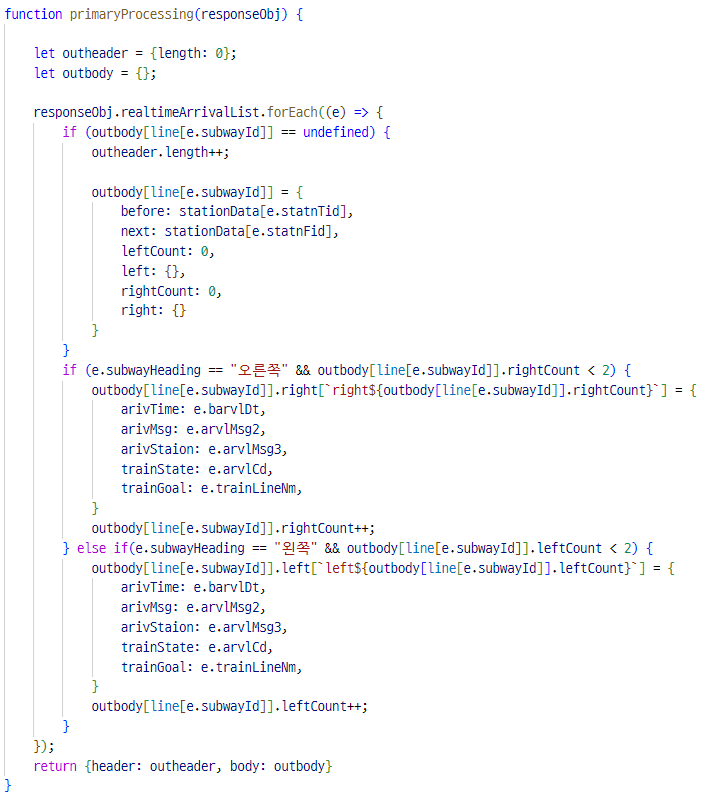 function primaryProcessing(responseObj) {
let outheader = {length: 0};
let outbody = {};
responseObj.realtimeArrivalList.forEach((e) => {
if (outbody[line[e.subwayId]] == undefined) {
outheader.length++;
outbody[line[e.subwayId]] = {
before: stationData[e.statnTid],
next: stationData[e.statnFid],
leftCount: 0,
left: {},
rightCount: 0,
right: {}
}
}
if (e.subwayHeading == "오른쪽" && outbody[line[e.subwayId]].rightCount < 2) {
outbody[line[e.subwayId]].right[`right${outbody[line[e.subwayId]].rightCount}`] = {
arivTime: e.barvlDt,
arivMsg: e.arvlMsg2,
arivStaion: e.arvlMsg3,
trainState: e.arvlCd,
trainGoal: e.trainLineNm,
}
outbody[line[e.subwayId]].rightCount++;
} else if(e.subwayHeading == "왼쪽" && outbody[line[e.subwayId]].leftCount < 2) {
outbody[line[e.subwayId]].left[`left${outbody[line[e.subwayId]].leftCount}`] = {
arivTime: e.barvlDt,
arivMsg: e.arvlMsg2,
arivStaion: e.arvlMsg3,
trainState: e.arvlCd,
trainGoal: e.trainLineNm,
}
outbody[line[e.subwayId]].leftCount++;
}
});
return {header: outheader, body: outbody}
}